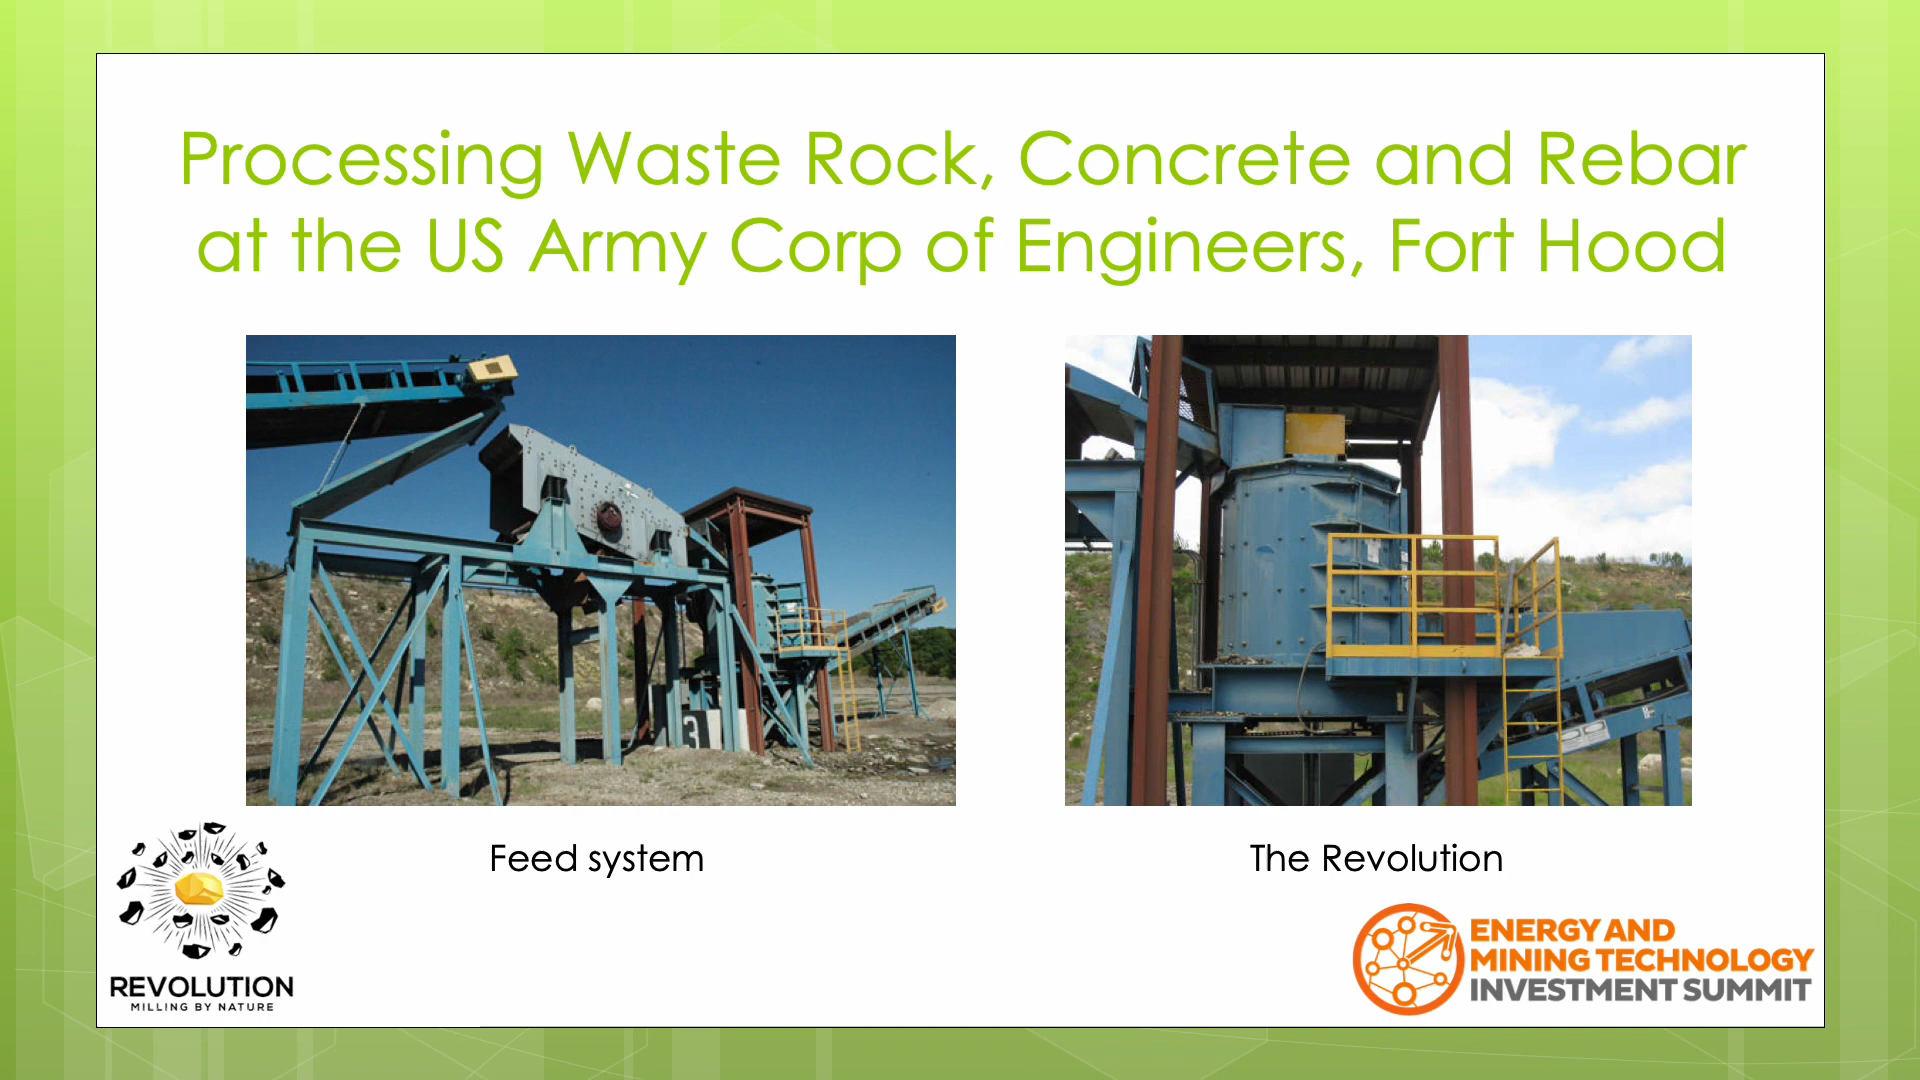 Processing Waste Rock, Concrete and Rebar
at the US Army Corp of Engineers, Fort Hood
3
Feed system
The Revolution
REVOLUTION
MILLING BY NATURE
ENERGY AND
MINING TECHNOLOGY
INVESTMENT SUMMIT